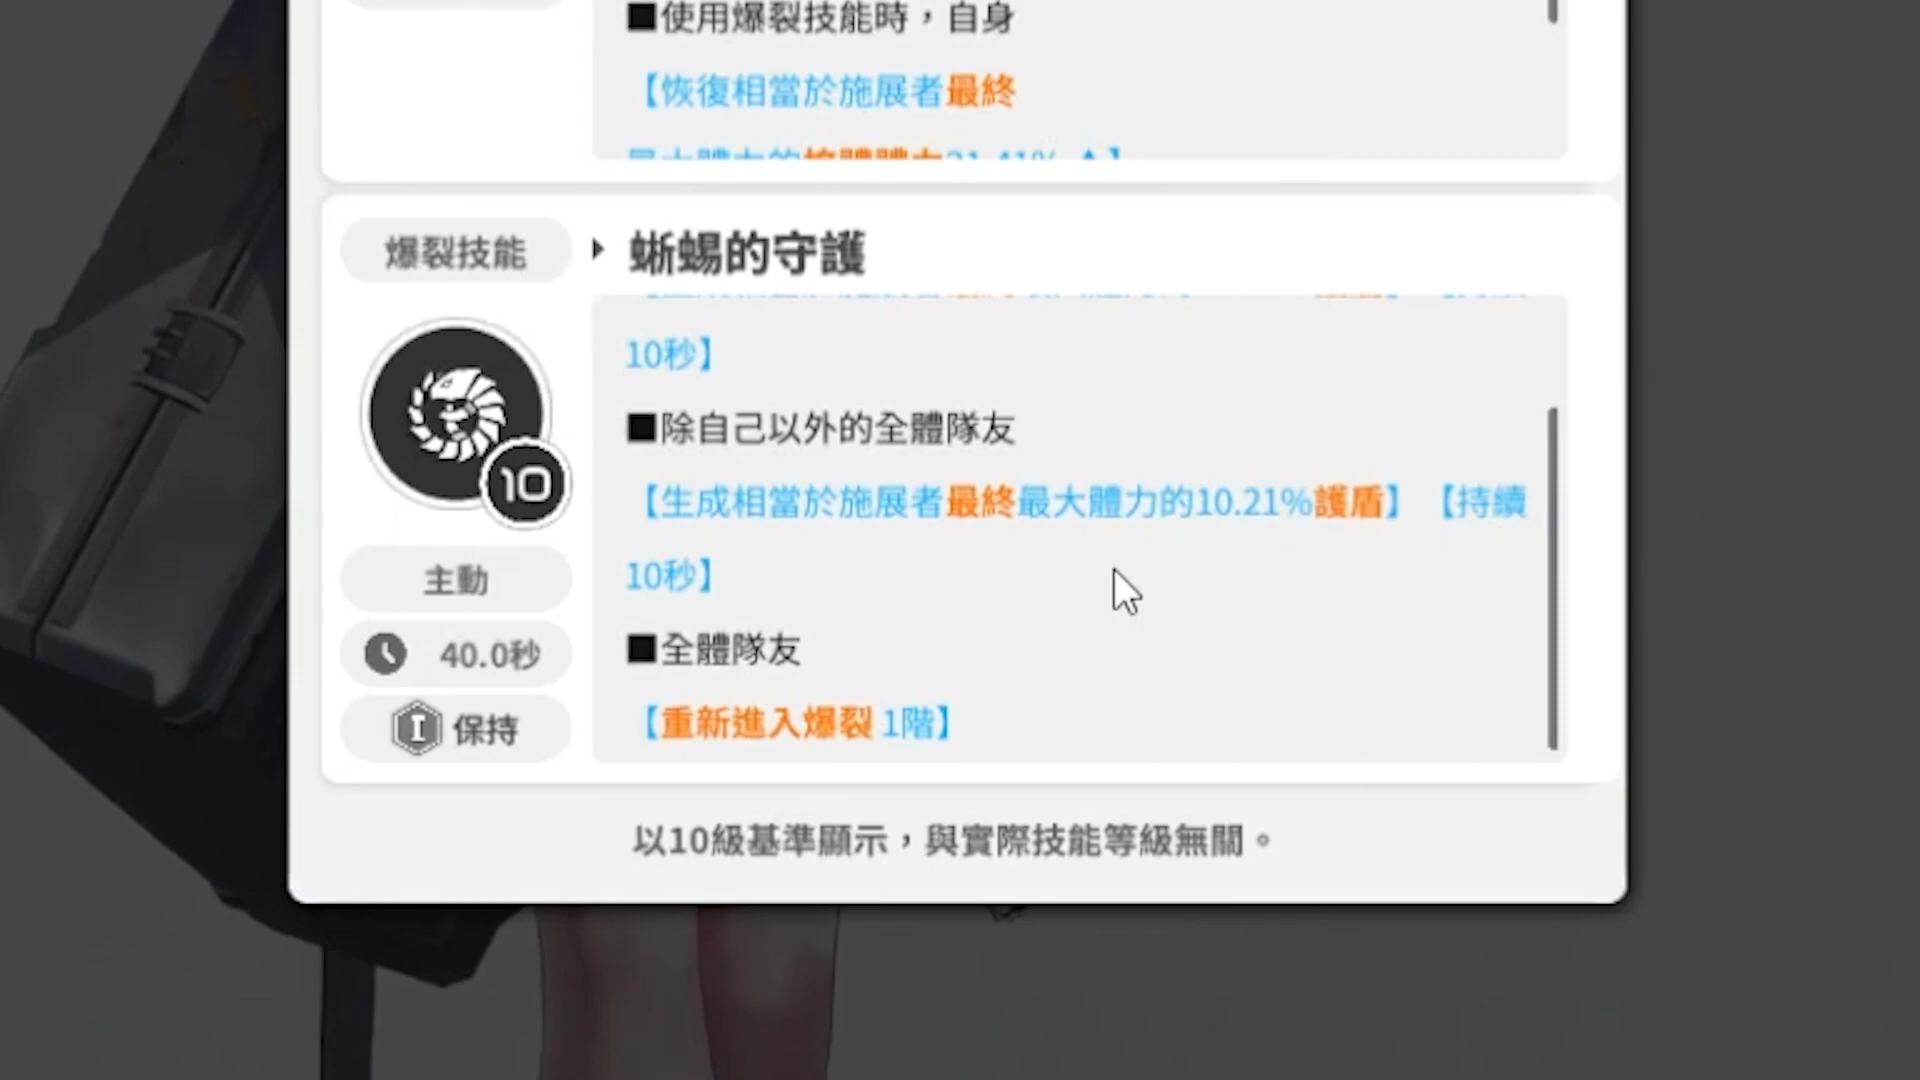 ■使用爆裂技能時，自身
【恢復相當於施展者最終
最大體力的
爆裂技能
蜥蜴的守護
10秒】
■除自己以外的全體隊友
【生成相當於施展者最終最大體力的10.21%護盾】【持續
10秒】
■全體隊友
【重新進入爆裂 1階】
10
主動
40.0秒
I 保持
以10級基準顯示，與實際技能等級無關。